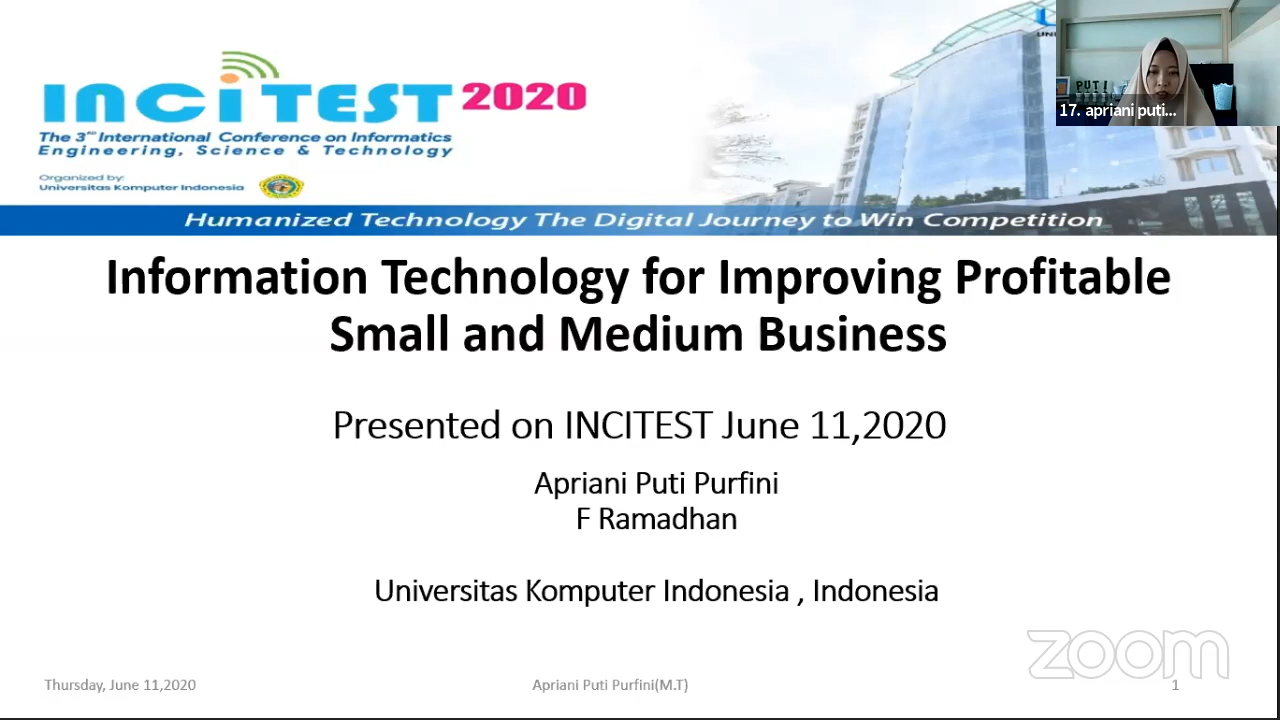 INCITEST 2020
The 3rd International Conference on Informatics
Engineering, Science & Technology
Organized by:
Universitas Komputer Indonesia
Humanized Technology The Digital Journey to Win Competition
PUTI
17. apriani puti...
Information Technology for Improving Profitable
Small and Medium Business
Presented on INCITEST June 11,2020
Apriani Puti Purfini
F Ramadhan
Universitas Komputer Indonesia , Indonesia
zoom
Thursday, June 11,2020
Apriani Puti Purfini(M.T)
1